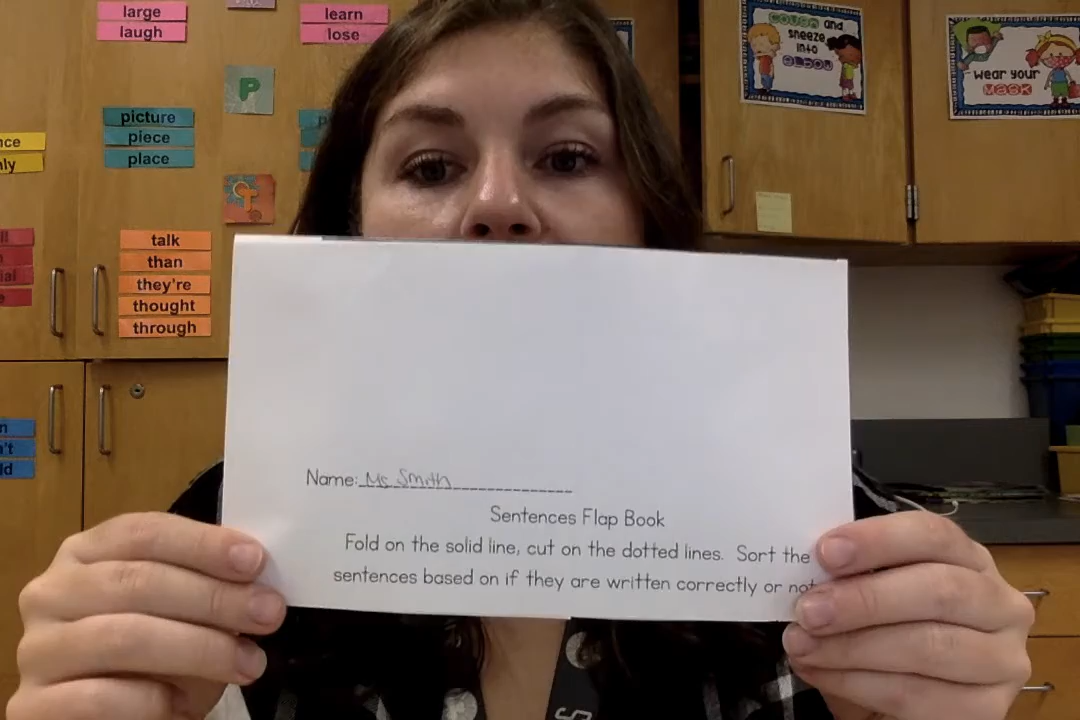 large
laugh
learn
lose
P
picture
piece
place
T
talk
than
they're
thought
through
COUGH and
sneeze
into
ELBOW
wear your
MASK
Name: Ms. Smith
Sentences Flap Book
Fold on the solid line, cut on the dotted lines. Sort the
sentences based on if they are written correctly or not